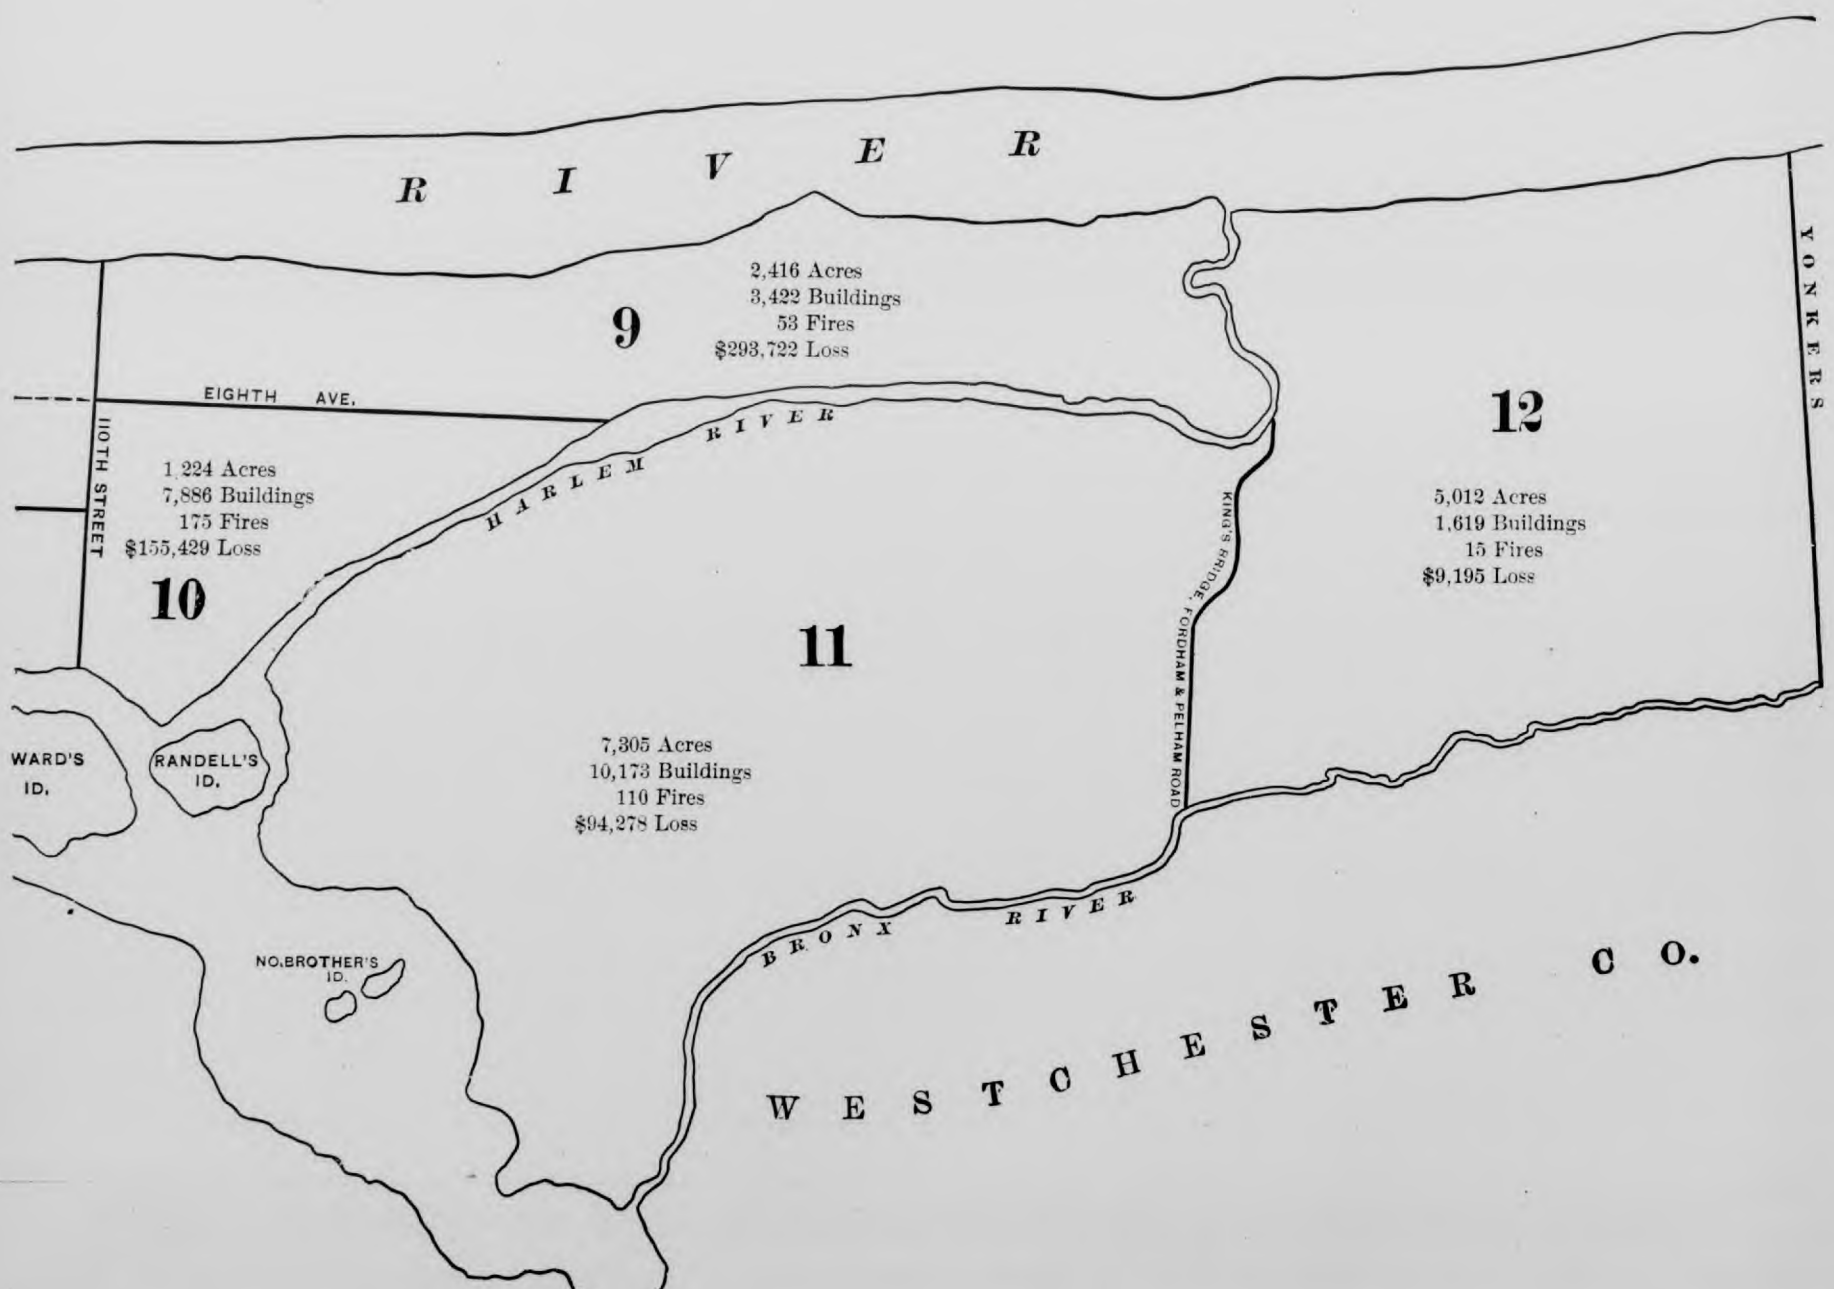 RIVER
9
2,416 Acres
3,422 Buildings
53 Fires
$293,722 Loss
EIGHTH AVE.
HARLEM RIVER
110TH STREET
1,224 Acres
7,886 Buildings
175 Fires
$155,429 Loss
10
11
7,305 Acres
10,173 Buildings
110 Fires
$94,278 Loss
12
5,012 Acres
1,619 Buildings
15 Fires
$9,195 Loss
YONKERS
KING'S BRIDGE, FORDHAM & PELHAM ROAD
WARD'S
ID.
RANDELL'S
ID.
NO. BROTHER'S
ID.
BRONX RIVER
WESTCHESTER CO.